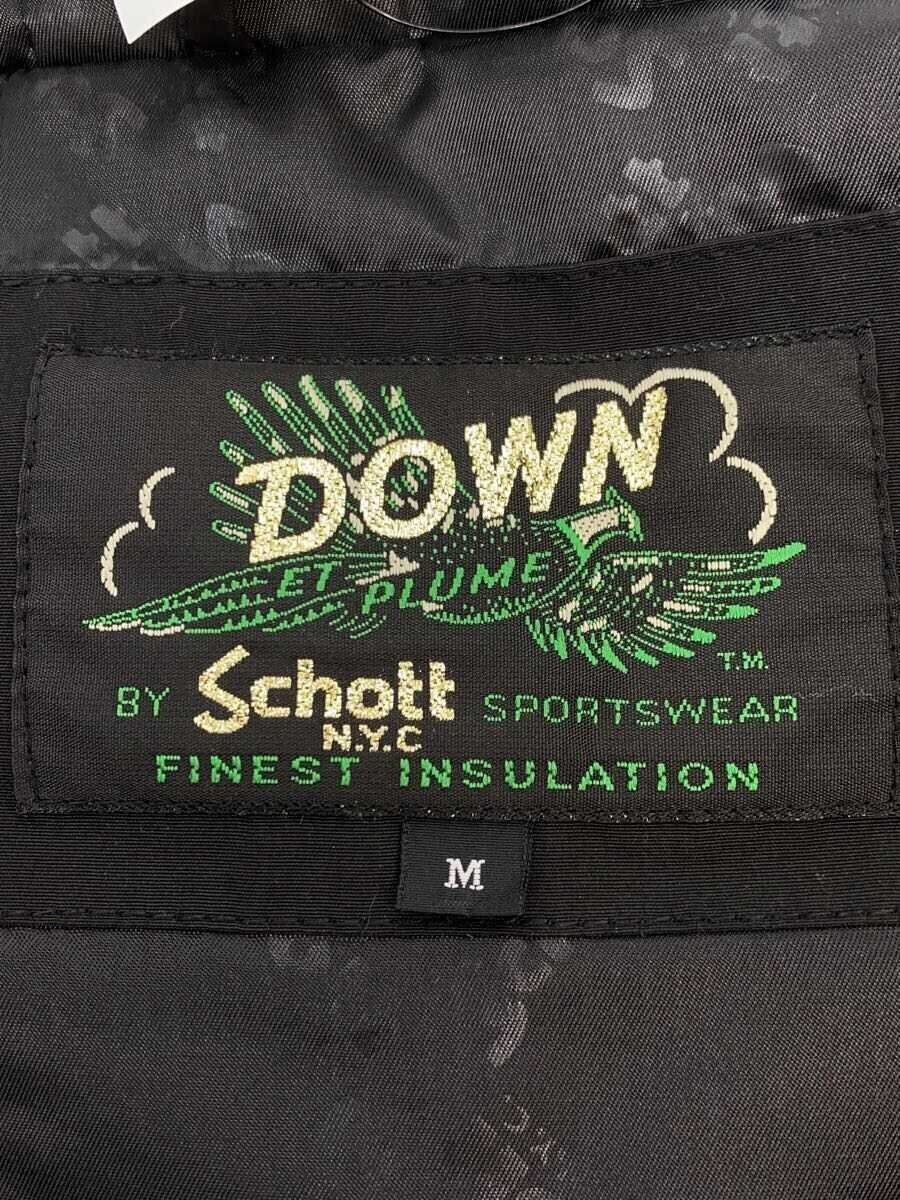 DOWN
ET PLUME
T.M.
BY Schott SPORTSWEAR
N.Y.C
FINEST INSULATION
M